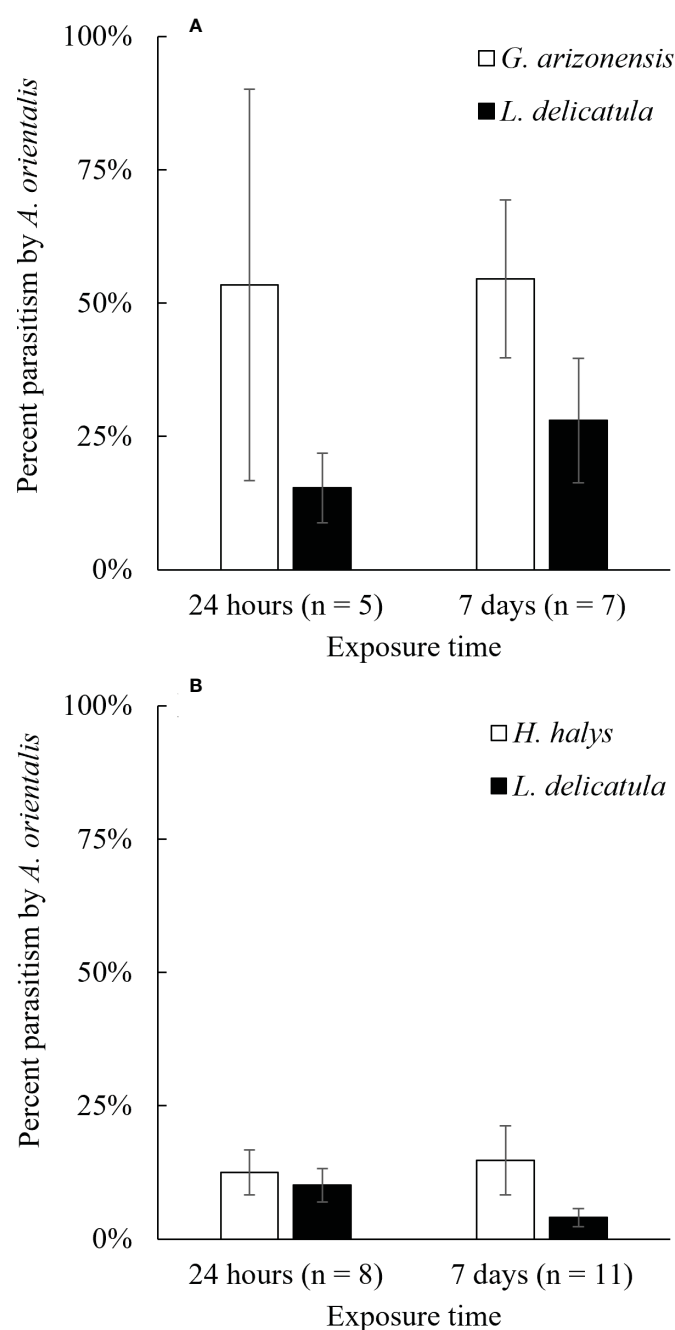 A
100%
75%
50%
25%
0%
Percent parasitism by A. orientalis
G. arizonensis
L. delicatula
24 hours (n = 5)
7 days (n = 7)
Exposure time
B
100%
75%
50%
25%
0%
Percent parasitism by A. orientalis
H. halys
L. delicatula
24 hours (n = 8)
7 days (n = 11)
Exposure time